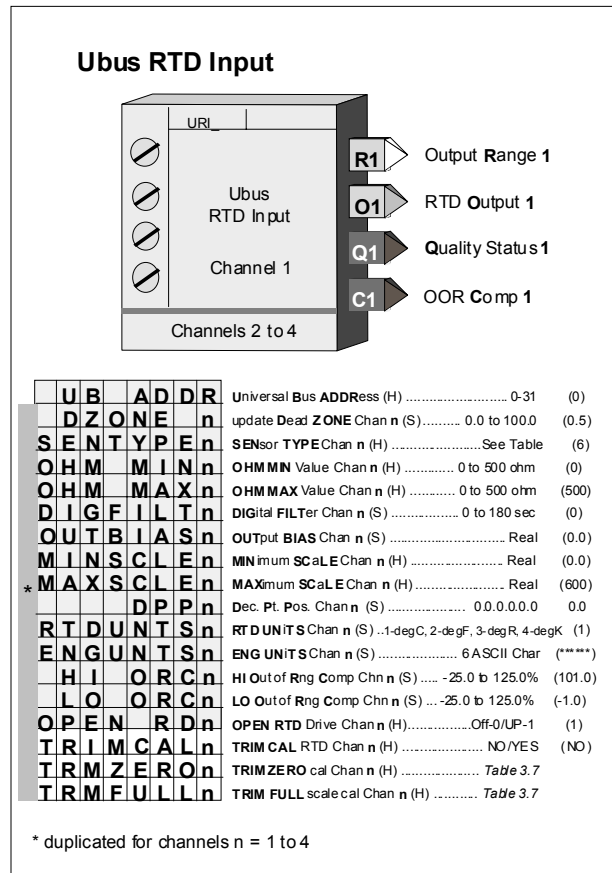 Ubus RTD Input
URI_
Ubus
RTD Input
Channel 1
Channels 2 to 4
R1 Output Range 1
O1 RTD Output 1
Q1 Quality Status 1
C1 OOR Comp 1
UB ADDR Universal Bus ADDRess (H) .......................... 0-31 (0)
DZONE n update Dead ZONE Chan n (S) .......... 0.0 to 100.0 (0.5)
SENTYPEn SENsor TYPE Chan n (H) ....................... See Table (6)
OHM MINn OHM MIN Value Chan n (H) ............. 0 to 500 ohm (0)
OHM MAXn OHM MAX Value Chan n (H) ............ 0 to 500 ohm (500)
DIGFILTn DIGital FILTer Chan n (S) ................. 0 to 180 sec (0)
OUTBIASn OUTput BIAS Chan n (S) ....................... Real (0.0)
MINSCLEn MINimum SCaLE Chan n (H) ..................... Real (0.0)
MAXSCLEn MAXimum SCaLE Chan n (H) ..................... Real (600)
DPPn Dec. Pt. Pos. Chan n (S) ..................... 0.0.0.0.0.0 0.0
RTDUNTSn RTD UNiTS Chan n (S) ..1-degC, 2-degF, 3-degR, 4-degK (1)
ENGUNTSn ENG UNiTS Chan n (S) ..................... 6 ASCII Char (******)
HI ORCn HI Out of Rng Comp Chn n (S) ..... -25.0 to 125.0% (101.0)
LO ORCn LO Out of Rng Comp Chn n (S) ... -25.0 to 125.0% (-1.0)
OPEN RDn OPEN RTD Drive Chan n (H) ................Off-0/UP-1 (1)
TRIMCALn TRIM CAL RTD Chan n (H) ..................... NO/YES (NO)
TRMZEROn TRIM ZERO cal Chan n (H) ..................... Table 3.7
TRMFULLn TRIM FULL scale cal Chan n (H) ............ Table 3.7
*
* duplicated for channels n = 1 to 4